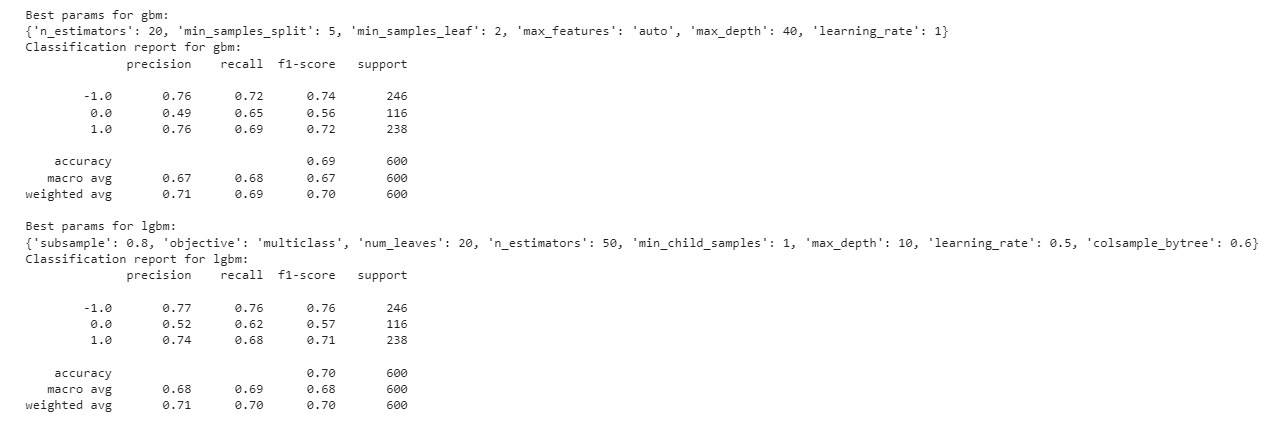 Best params for gbm:
{'n_estimators': 20, 'min_samples_split': 5, 'min_samples_leaf': 2, 'max_features': 'auto', 'max_depth': 40, 'learning_rate': 1}
Classification report for gbm:
precision recall f1-score support
-1.0 0.76 0.72 0.74 246
0.0 0.49 0.65 0.56 116
1.0 0.76 0.69 0.72 238
accuracy 0.69 600
macro avg 0.67 0.68 0.67 600
weighted avg 0.71 0.69 0.70 600
Best params for lgbm:
{'subsample': 0.8, 'objective': 'multiclass', 'num_leaves': 20, 'n_estimators': 50, 'min_child_samples': 1, 'max_depth': 10, 'learning_rate': 0.5, 'colsample_bytree': 0.6}
Classification report for lgbm:
precision recall f1-score support
-1.0 0.77 0.76 0.76 246
0.0 0.52 0.62 0.57 116
1.0 0.74 0.68 0.71 238
accuracy 0.70 600
macro avg 0.68 0.69 0.68 600
weighted avg 0.71 0.70 0.70 600